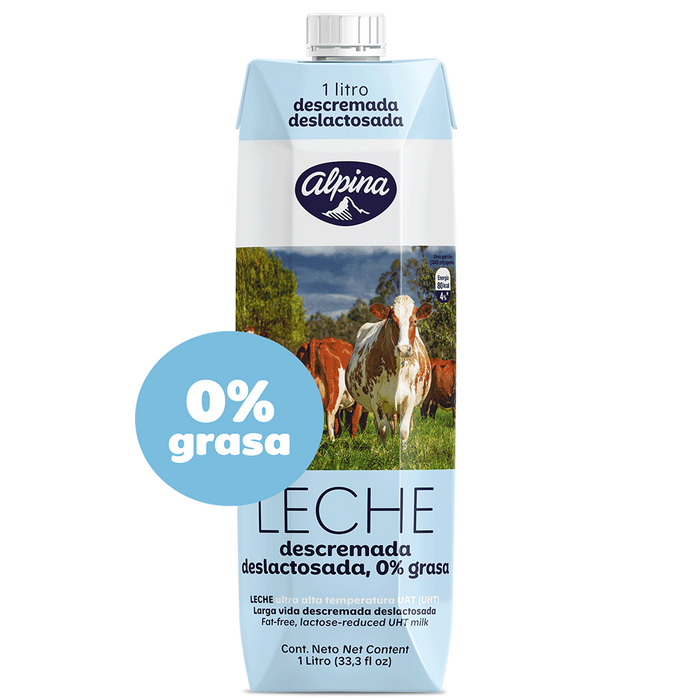 1 litro
descremada
deslactosada
alpina
Una porción
Energía
80 kcal
4%*
0%
grasa
LECHE
descremada
deslactosada, 0% grasa
LECHE ultra alta temperatura UAT (UHT)
Larga vida descremada deslactosada
Fat-free, lactose-reduced UHT milk
Cont. Neto Net Content
1 Litro (33,3 fl oz)